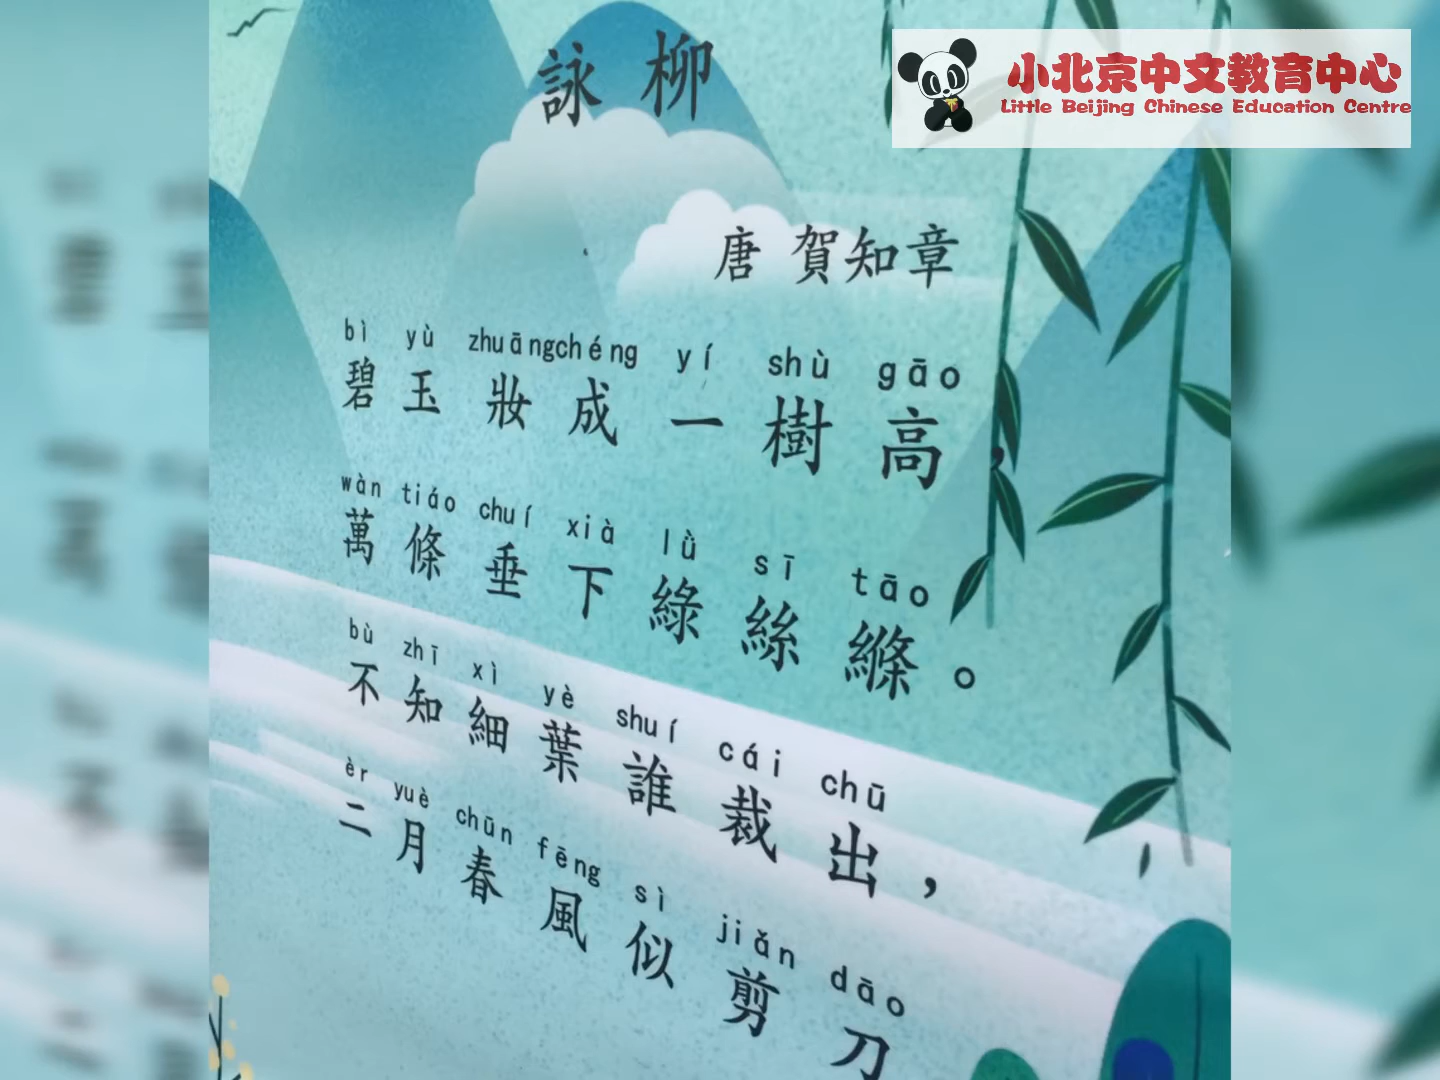 小北京中文教育中心
Little Beijing Chinese Education Centre
詠柳
唐 賀知章
bì yù zhuāngchéng yí shù gāo
碧玉妝成一樹高，
wàn tiáo chuí xià lǜ sī tāo
萬條垂下綠絲絛。
bù zhī xì yè shuí cái chū
不知細葉誰裁出，
èr yuè chūn fēng sì jiǎn dāo
二月春風似剪刀